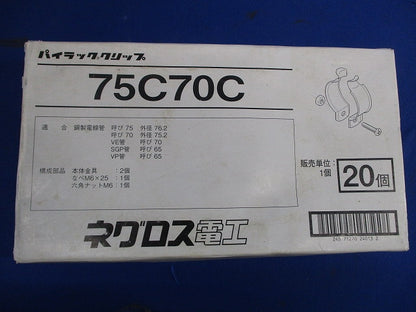 パイラッククリップ
75C70C
適合 鋼製電線管 呼び 75 外径 76.2
呼び 70 外径 75.2
VE管 呼び 70
SGP管 呼び 65
VP管 呼び 65
構成部品 本体金具 : 2個
なべM6×25 : 1個
六角ナットM6 : 1個
販売単位:
1個
20個
ネグロス電工